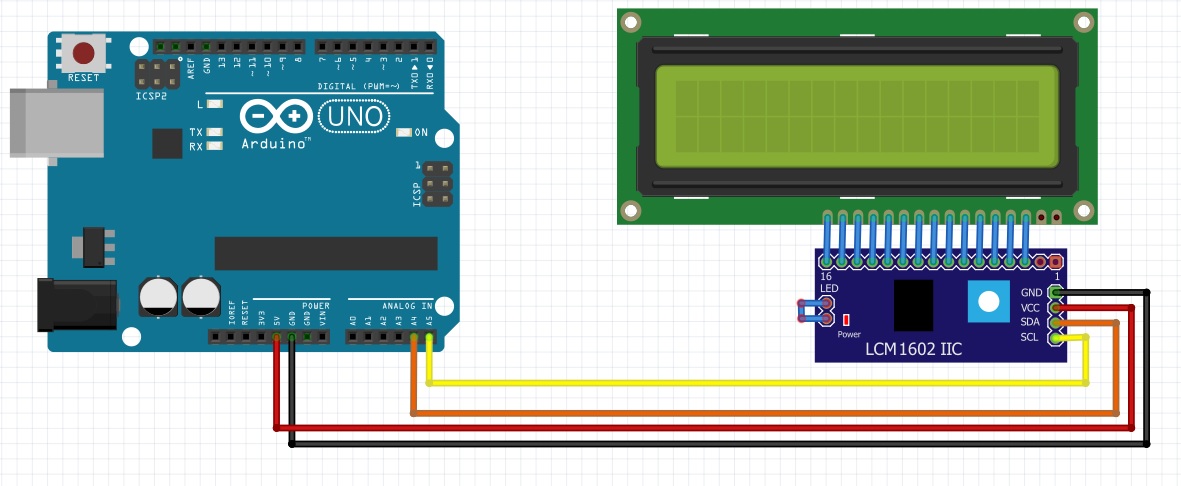 RESET
ICSP2
AREF
GND
13
12
~11
~10
~9
8
7
~6
~5
4
~3
2
TXO▶1
RXD◀0
DIGITAL (PWM=~)
L
TX
RX
Arduino™
UNO
ON
1
ICSP
POWER
ANALOG IN
IOREF
RESET
3V3
5V
GND
GND
VIN
A0
A1
A2
A3
A4
A5
16
LED
Power
1
GND
VCC
SDA
SCL
LCM1602 IIC